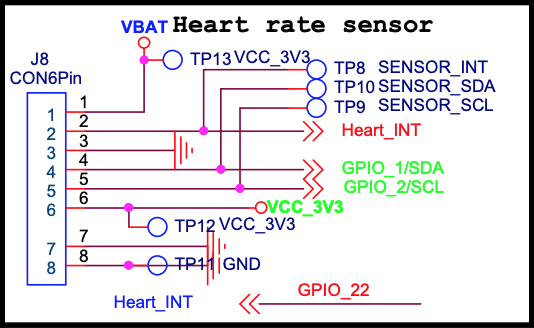 Heart rate sensor
VBAT
J8
CON6Pin
TP13 VCC_3V3
TP8 SENSOR_INT
TP10 SENSOR_SDA
TP9 SENSOR_SCL
1 1
2 2 Heart_INT
3 3
4 4 GPIO_1/SDA
5 5 GPIO_2/SCL
6 6 VCC_3V3
TP12 VCC_3V3
7 7
8 8 TP11 GND
Heart_INT GPIO_22